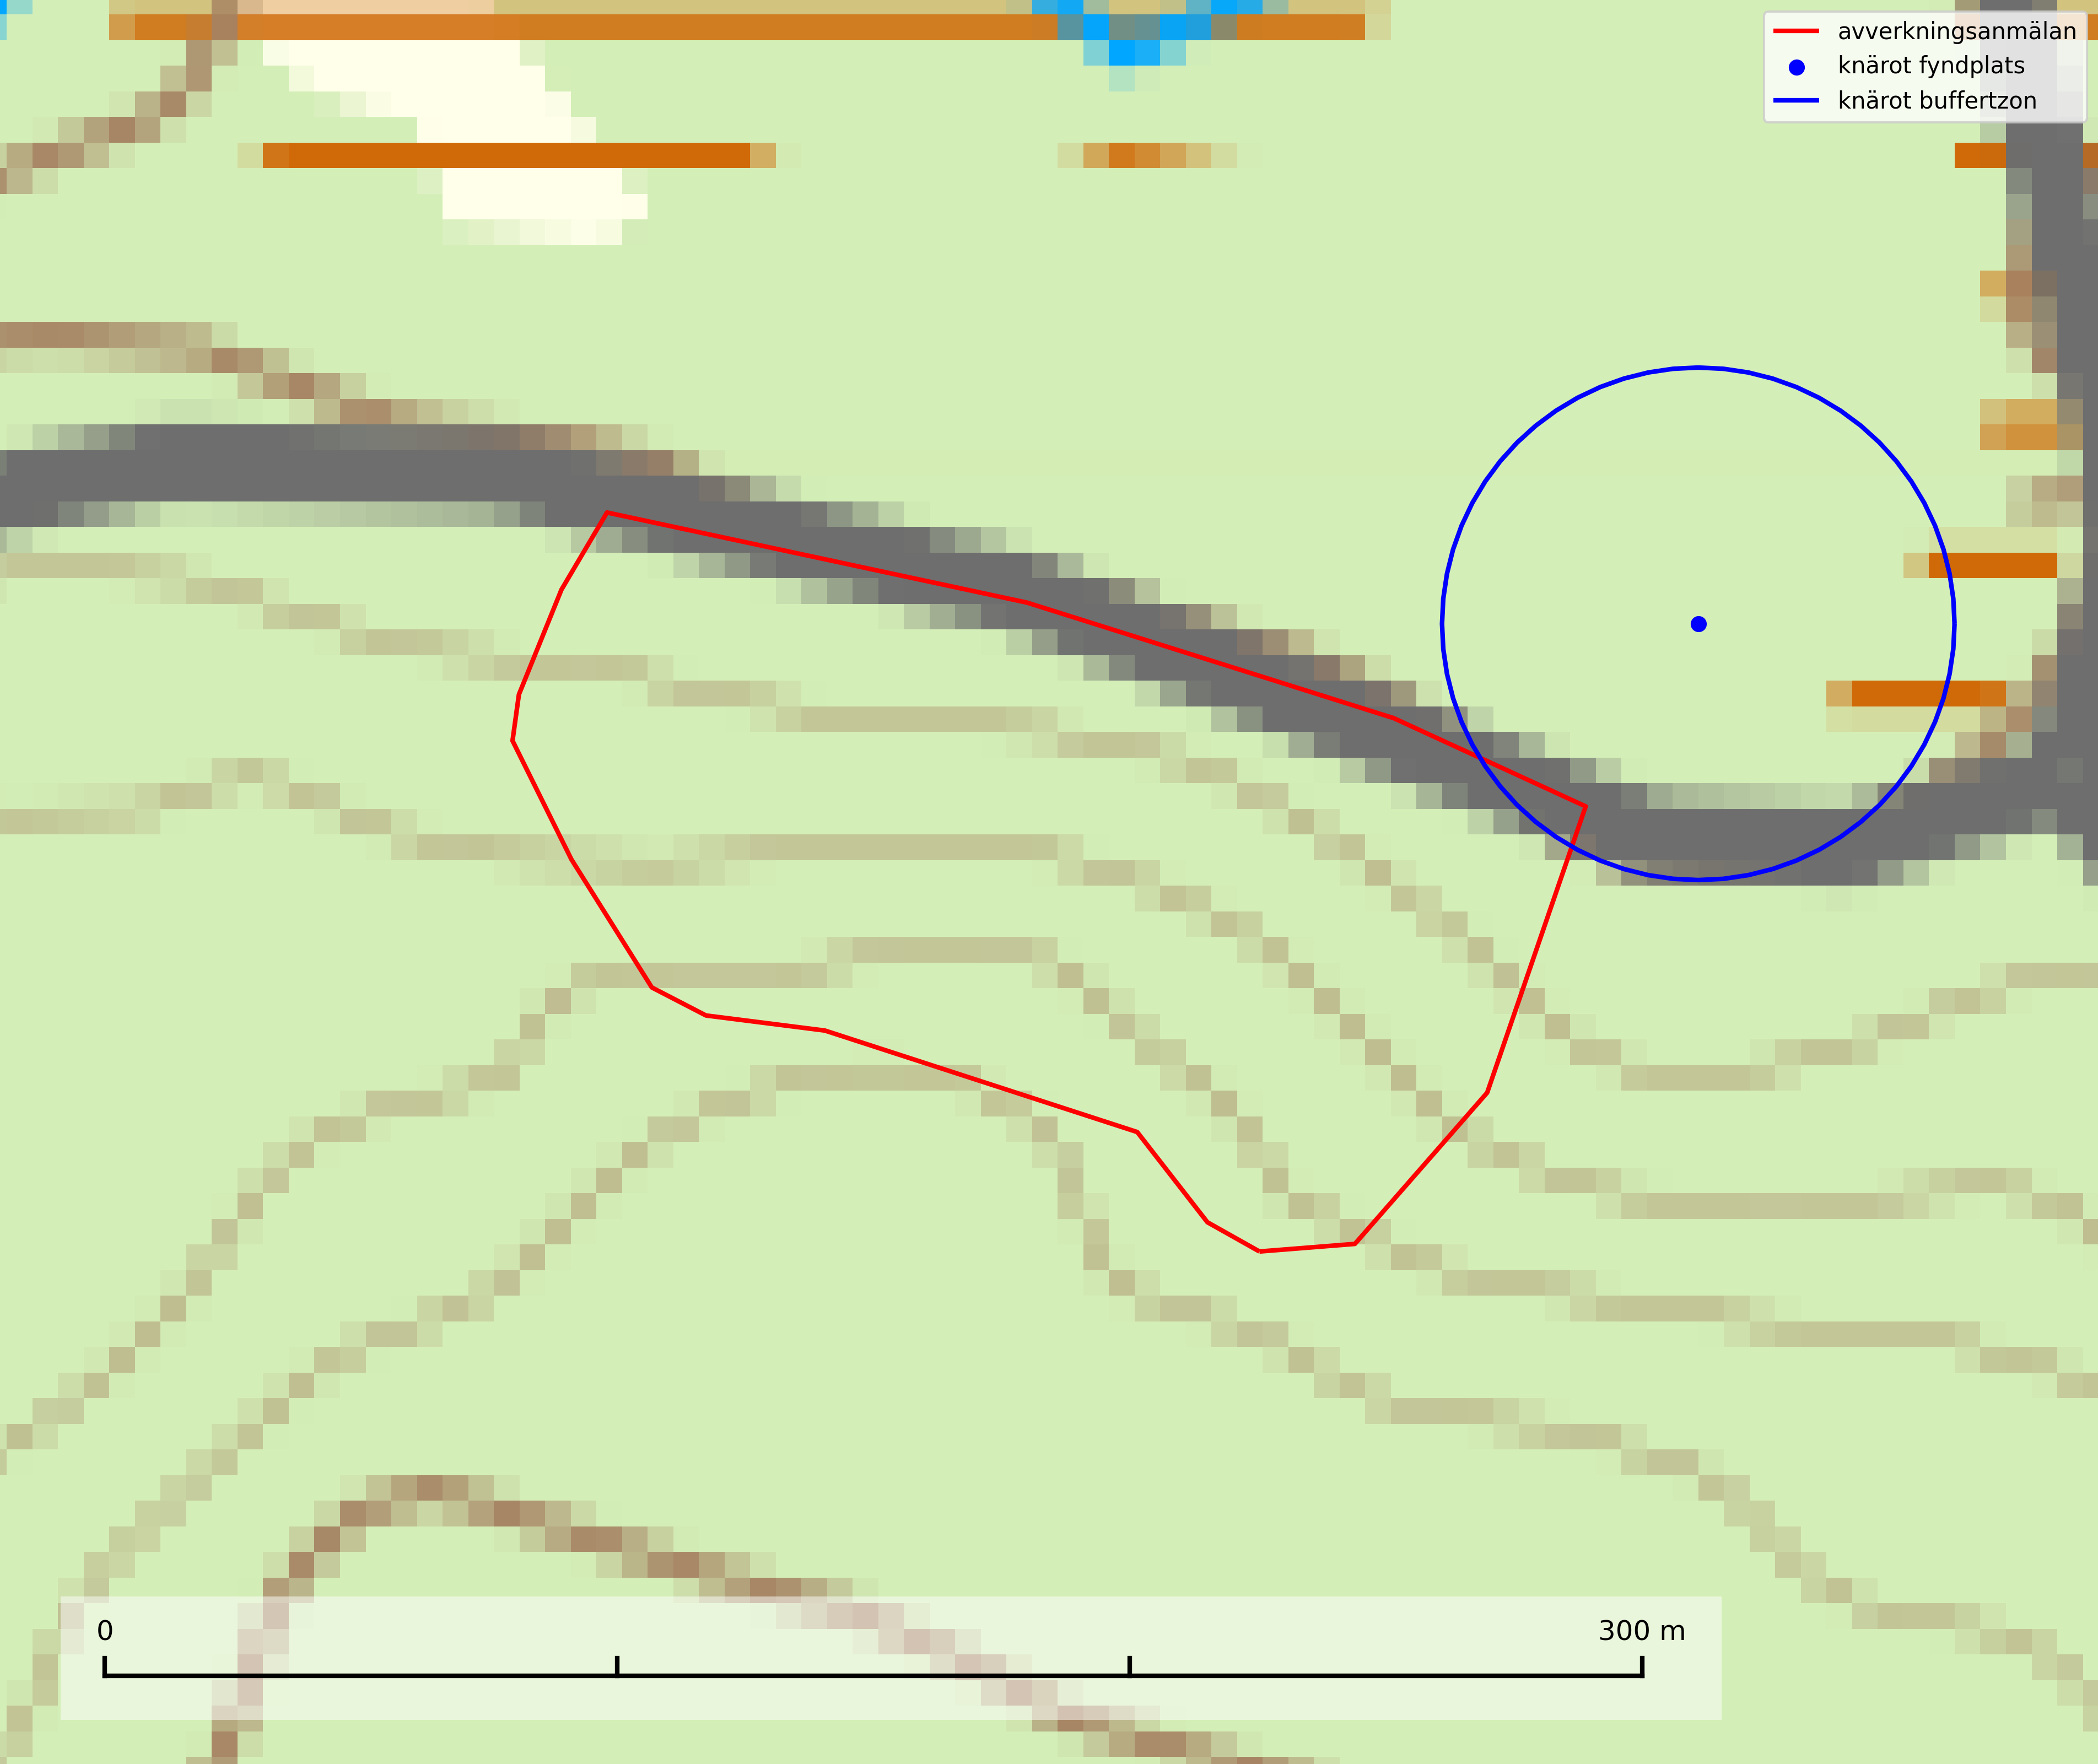 avverkningsanmälan
knärot fyndplats
knärot buffertzon
0
300 m